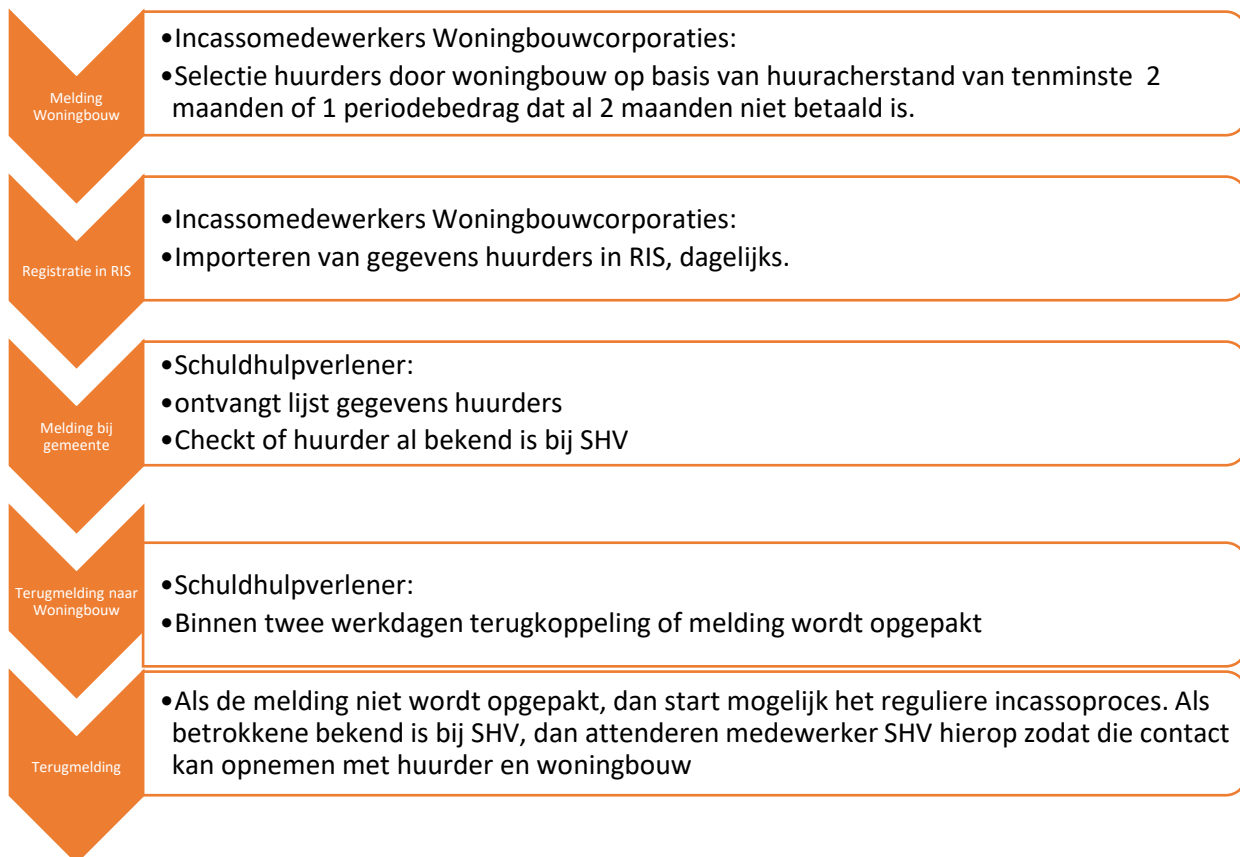 Melding
Woningbouw
•Incassomedewerkers Woningbouwcorporaties:
•Selectie huurders door woningbouw op basis van huuracherstand van tenminste 2
maanden of 1 periodebedrag dat al 2 maanden niet betaald is.
Registratie in RIS
•Incassomedewerkers Woningbouwcorporaties:
•Importeren van gegevens huurders in RIS, dagelijks.
Melding bij
gemeente
•Schuldhulpverlener:
•ontvangt lijst gegevens huurders
•Checkt of huurder al bekend is bij SHV
Terugmelding naar
Woningbouw
•Schuldhulpverlener:
•Binnen twee werkdagen terugkoppeling of melding wordt opgepakt
Terugmelding
•Als de melding niet wordt opgepakt, dan start mogelijk het reguliere incassoproces. Als
betrokkene bekend is bij SHV, dan attenderen medewerker SHV hierop zodat die contact
kan opnemen met huurder en woningbouw